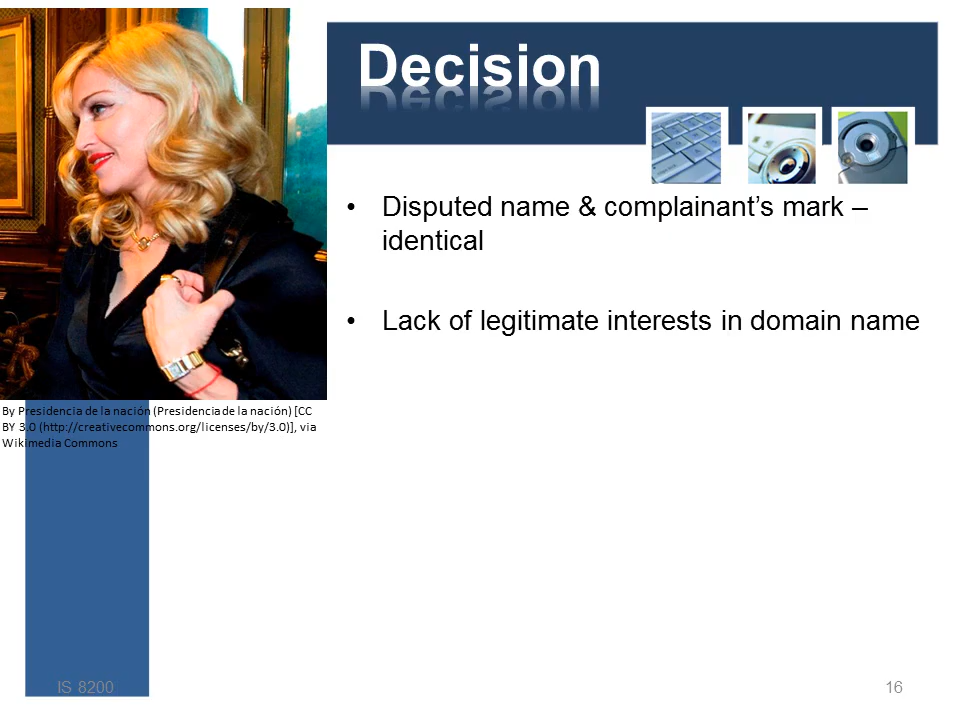 Decision
• Disputed name & complainant’s mark –
identical
• Lack of legitimate interests in domain name
By Presidencia de la nación (Presidencia de la nación) [CC
BY 3.0 (http://creativecommons.org/licenses/by/3.0)], via
Wikimedia Commons
IS 8200
16